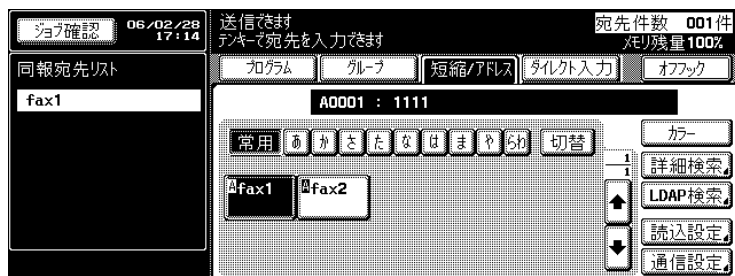 ジョブ確認
06/02/28
17:14
送信できます
テンキーで宛先を入力できます
宛先件数 001件
メモリ残量100%
同報宛先リスト
fax1
プログラム
グループ
短縮/アドレス
ダイレクト入力
オフフック
A0001 : 1111
常用 あ か さ た な は ま や らわ 切替
カラー
1
1
詳細検索
Afax1
Afax2
LDAP検索
読込設定
通信設定